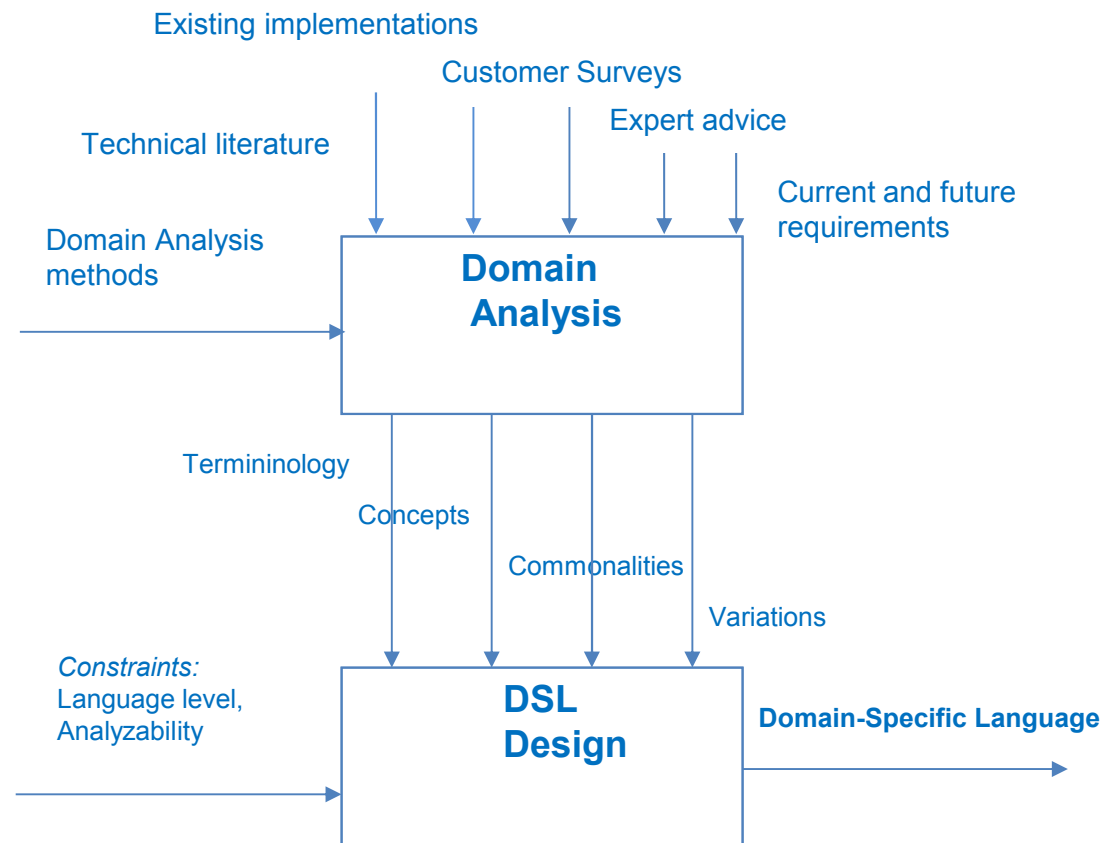 Existing implementations
Customer Surveys
Expert advice
Technical literature
Current and future
requirements
Domain Analysis
methods
Domain
Analysis
Termininology
Concepts
Commonalities
Variations
Constraints:
Language level,
Analyzability
DSL
Design
Domain-Specific Language